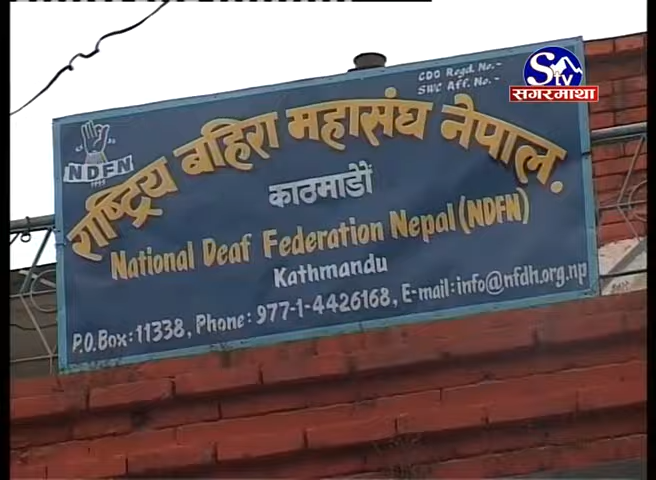 CDO Regd. No.-
SWC Aff. No.-
STV
सगरमाथा
NDFN
राष्ट्रिय बहिरा महासंघ नेपाल.
काठमाडौं
National Deaf Federation Nepal (NDFN)
Kathmandu
P.O.Box:11338, Phone:977-1-4426168, E-mail:info@nfdh.org.np